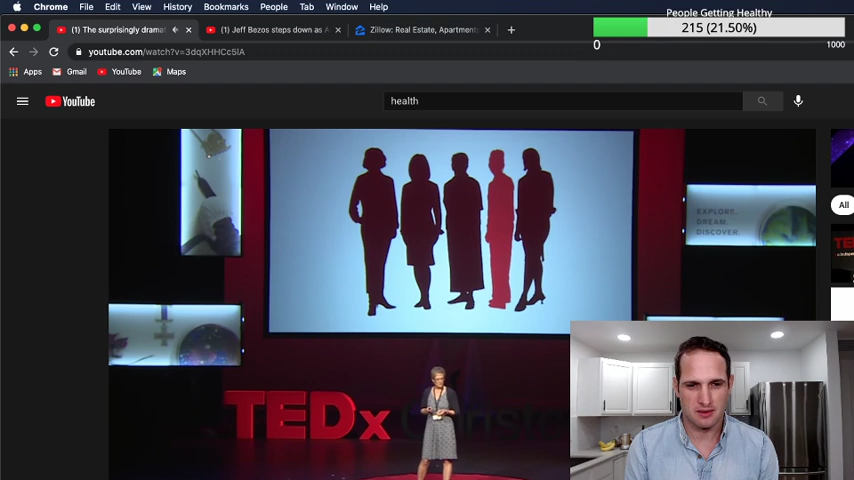 Chrome File Edit View History Bookmarks People Tab Window Help
People Getting Healthy
215 (21.50%)
0 1000
(1) The surprisingly dramat
(1) Jeff Bezos steps down as A
Zillow: Real Estate, Apartment
youtube.com/watch?v=3dqXHHCc5lA
Apps Gmail YouTube Maps
YouTube
health
All
EXPLORE.
DREAM.
DISCOVER.
TED
TEDx